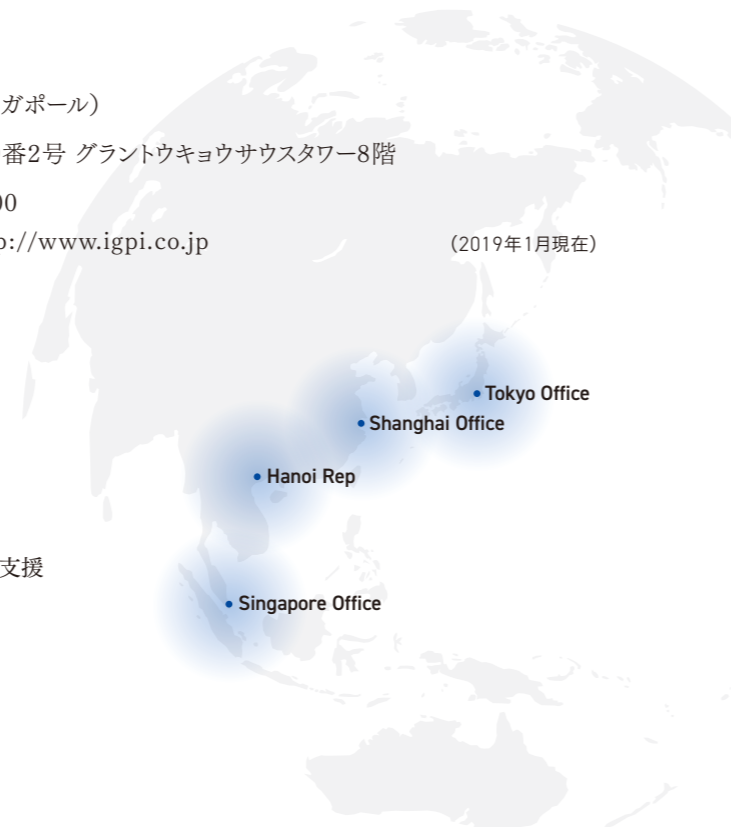 ガポール）
番2号 グラントウキョウサウスタワー8階
00
p://www.igpi.co.jp
（2019年1月現在）
Tokyo Office
Shanghai Office
Hanoi Rep
支援
Singapore Office